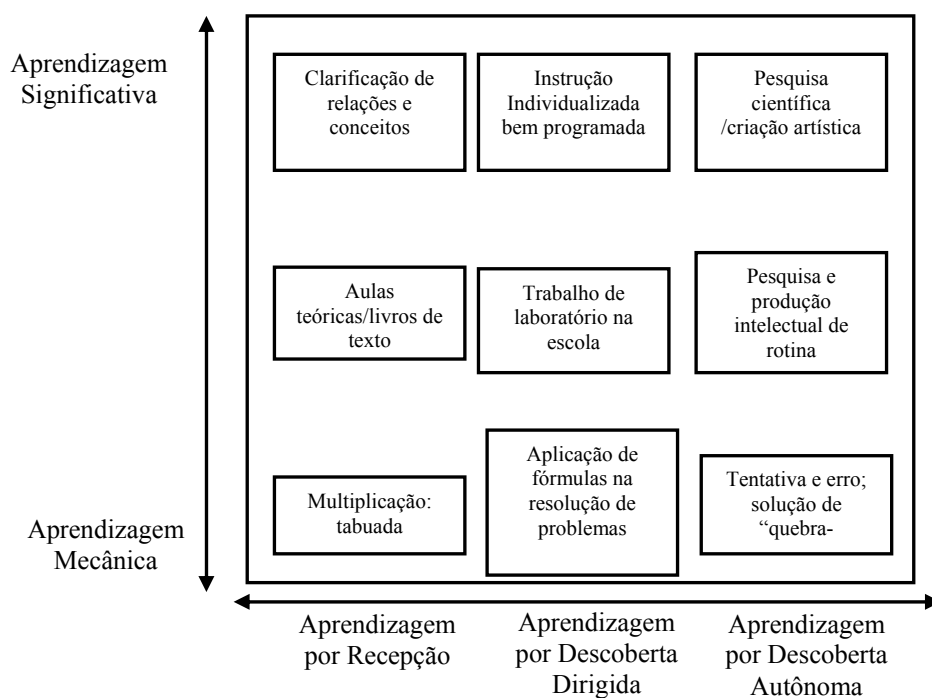 Aprendizagem
Significativa
Clarificação de
relações e
conceitos
Instrução
Individualizada
bem programada
Pesquisa
científica
/criação artística
Aulas
teóricas/livros de
texto
Trabalho de
laboratório na
escola
Pesquisa e
produção
intelectual de
rotina
Aprendizagem
Mecânica
Multiplicação:
tabuada
Aplicação de
fórmulas na
resolução de
problemas
Tentativa e erro;
solução de
“quebra-
Aprendizagem
por Recepção
Aprendizagem
por Descoberta
Dirigida
Aprendizagem
por Descoberta
Autônoma